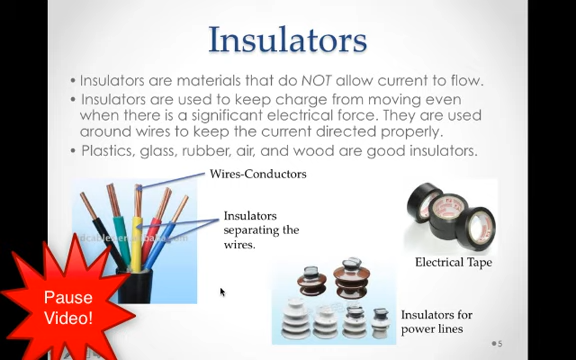 Insulators
• Insulators are materials that do NOT allow current to flow.
• Insulators are used to keep charge from moving even
when there is a significant electrical force. They are used
around wires to keep the current directed properly.
• Plastics, glass, rubber, air, and wood are good insulators.
Wires-Conductors
Insulators
separating the
wires.
Electrical Tape
Pause
Video!
Insulators for
power lines
5